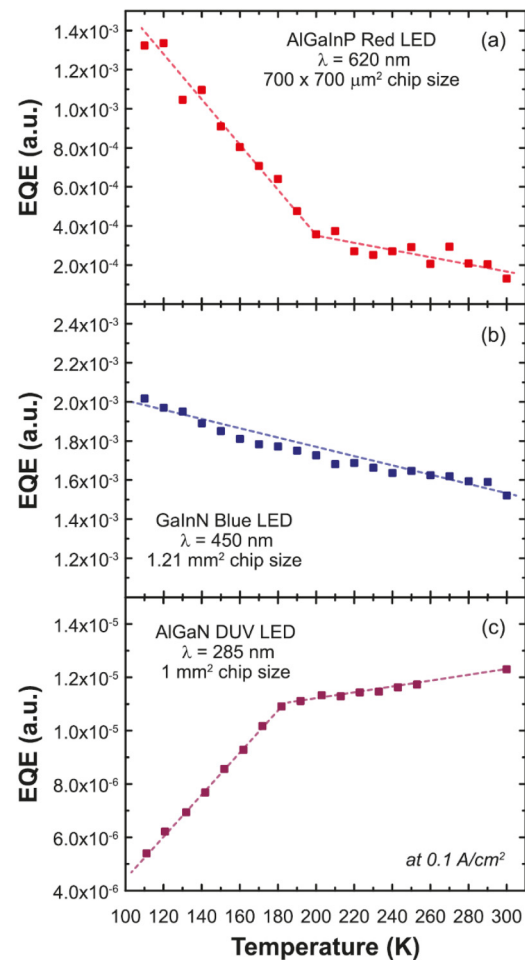 1.4x10⁻³
1.2x10⁻³
1.0x10⁻³
8.0x10⁻⁴
6.0x10⁻⁴
4.0x10⁻⁴
2.0x10⁻⁴
EQE (a.u.)
AlGaInP Red LED
λ = 620 nm
700 x 700 μm² chip size
(a)
2.4x10⁻³
2.2x10⁻³
2.0x10⁻³
1.8x10⁻³
1.6x10⁻³
1.4x10⁻³
1.2x10⁻³
EQE (a.u.)
(b)
GaInN Blue LED
λ = 450 nm
1.21 mm² chip size
1.4x10⁻⁵
1.2x10⁻⁵
1.0x10⁻⁵
8.0x10⁻⁶
6.0x10⁻⁶
4.0x10⁻⁶
EQE (a.u.)
AlGaN DUV LED
λ = 285 nm
1 mm² chip size
(c)
at 0.1 A/cm²
100 120 140 160 180 200 220 240 260 280 300
Temperature (K)